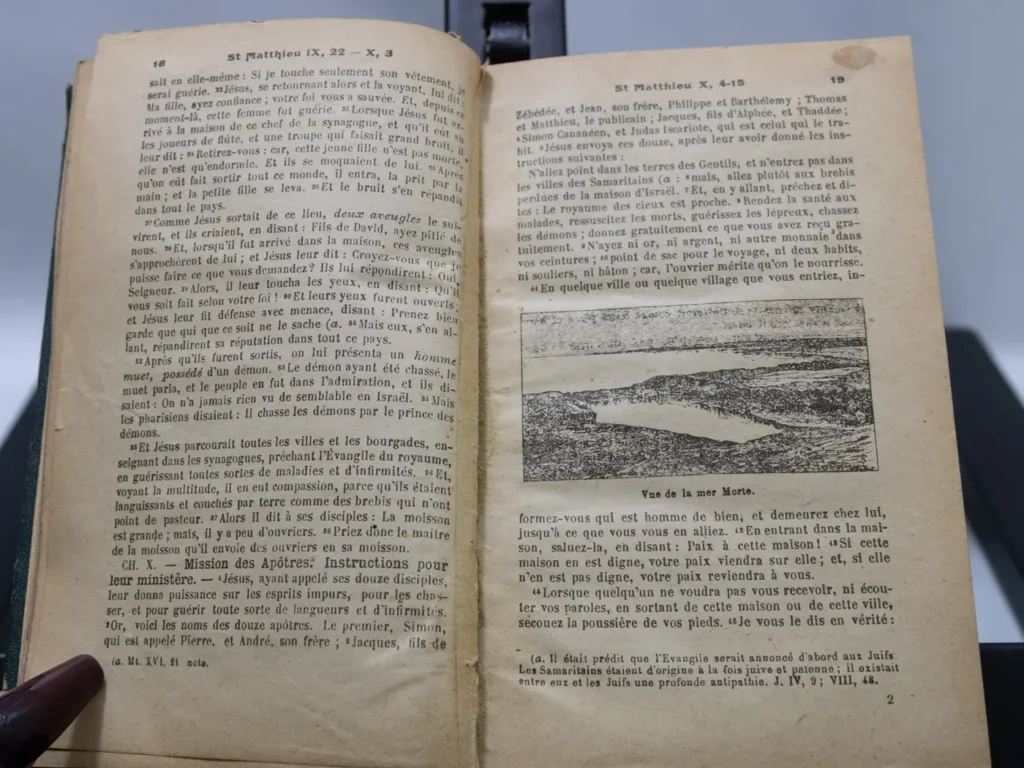 18 St Matthieu IX, 22 — X, 3
sait en elle-même : Si je touche seulement son vêtement, je
serai guérie. ²²Jésus, se retournant alors et la voyant, lui dit :
Ma fille, ayez confiance ; votre foi vous a sauvée. Et, depuis ce
moment-là, cette femme fut guérie. ²³Lorsque Jésus fut ar-
rivé à la maison de ce chef de la synagogue, et qu'il eut vu
les joueurs de flûte, et une troupe qui faisait grand bruit, il
leur dit : ²⁴Retirez-vous : car, cette jeune fille n'est pas morte,
elle n'est qu'endormie. Et ils se moquaient de lui. ²⁵Après
qu'on eût fait sortir tout ce monde, il entra, la prit par la
main ; et la petite fille se leva. ²⁶Et le bruit s'en répandit
dans tout le pays.
²⁷Comme Jésus sortait de ce lieu, deux aveugles le sui-
virent, et ils criaient, en disant : Fils de David, ayez pitié de
nous. ²⁸Et, lorsqu'il fut arrivé dans la maison, ces aveugles
s'approchèrent de lui ; et Jésus leur dit : Croyez-vous que je
puisse faire ce que vous demandez? Ils lui répondirent : Oui,
Seigneur. ²⁹Alors, il leur toucha les yeux, en disant : Qu'il
vous soit fait selon votre foi ! ³⁰Et leurs yeux furent ouverts ;
et Jésus leur fit défense avec menace, disant : Prenez bien
garde que qui que ce soit ne le sache (a. ³¹Mais eux, s'en al-
lant, répandirent sa réputation dans tout ce pays.
³²Après qu'ils furent sortis, on lui présenta un homme
muet, possédé d'un démon. ³³Le démon ayant été chassé, le
muet parla, et le peuple en fut dans l'admiration, et ils di-
saient : On n'a jamais rien vu de semblable en Israël. ³⁴Mais
les pharisiens disaient : Il chasse les démons par le prince des
démons.
³⁵Et Jésus parcourait toutes les villes et les bourgades, en-
seignant dans les synagogues, prêchant l'Évangile du royaume,
en guérissant toutes sortes de maladies et d'infirmités. ³⁶Et,
voyant la multitude, il en eut compassion, parce qu'ils étaient
languissants et couchés par terre comme des brebis qui n'ont
point de pasteur. ³⁷Alors il dit à ses disciples : La moisson
est grande ; mais, il y a peu d'ouvriers. ³⁸Priez donc le maître
de la moisson qu'il envoie des ouvriers en sa moisson.
CH. X. — Mission des Apôtres. Instructions pour
leur ministère. — ¹Jésus, ayant appelé ses douze disciples,
leur donna puissance sur les esprits impurs, pour les chas-
ser, et pour guérir toute sorte de langueurs et d'infirmités.
²Or, voici les noms des douze apôtres. Le premier, Simon,
qui est appelé Pierre, et André, son frère ; ³Jacques, fils de
(a. Mt. XVI, 21 note.
St Matthieu X, 4-15 19
Zébédée, et Jean, son frère, Philippe et Barthélemy ; Thomas
et Matthieu, le publicain ; Jacques, fils d'Alphée, et Thaddée ;
⁴Simon Cananéen, et Judas Iscariote, qui est celui qui le tra-
hit. ⁵Jésus envoya ces douze, après leur avoir donné les ins-
tructions suivantes :
N'allez point dans les terres des Gentils, et n'entrez pas dans
les villes des Samaritains (a : ⁶mais, allez plutôt aux brebis
perdues de la maison d'Israël. ⁷Et, en y allant, prêchez et di-
tes : Le royaume des cieux est proche. ⁸Rendez la santé aux
malades, ressuscitez les morts, guérissez les lépreux, chassez
les démons ; donnez gratuitement ce que vous avez reçu gra-
tuitement. ⁹N'ayez ni or, ni argent, ni autre monnaie dans
vos ceintures ; ¹⁰point de sac pour le voyage, ni deux habits,
ni souliers, ni bâton ; car, l'ouvrier mérite qu'on le nourrisse.
¹¹En quelque ville ou quelque village que vous entriez, in-
Vue de la mer Morte.
formez-vous qui est homme de bien, et demeurez chez lui,
jusqu'à ce que vous vous en alliez. ¹²En entrant dans la mai-
son, saluez-la, en disant : Paix à cette maison ! ¹³Si cette
maison en est digne, votre paix viendra sur elle ; et, si elle
n'en est pas digne, votre paix reviendra à vous.
¹⁴Lorsque quelqu'un ne voudra pas vous recevoir, ni écou-
ter vos paroles, en sortant de cette maison ou de cette ville,
secouez la poussière de vos pieds. ¹⁵Je vous le dis en vérité :
(a. Il était prédit que l'Evangile serait annoncé d'abord aux Juifs.
Les Samaritains étaient d'origine à la fois juive et païenne ; il existait
entre eux et les Juifs une profonde antipathie. J. IV, 9 ; VIII, 48.
2